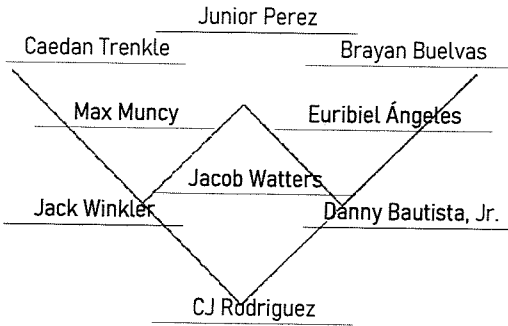 Junior Perez
Caedan Trenkle
Brayan Buelvas
Max Muncy
Euribiel Ángeles
Jacob Watters
Jack Winkler
Danny Bautista, Jr.
CJ Rodriguez